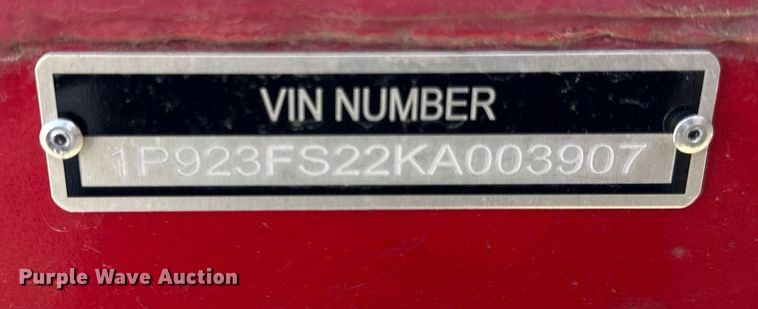 VIN NUMBER
1P923FS22KA003907
Purple Wave Auction